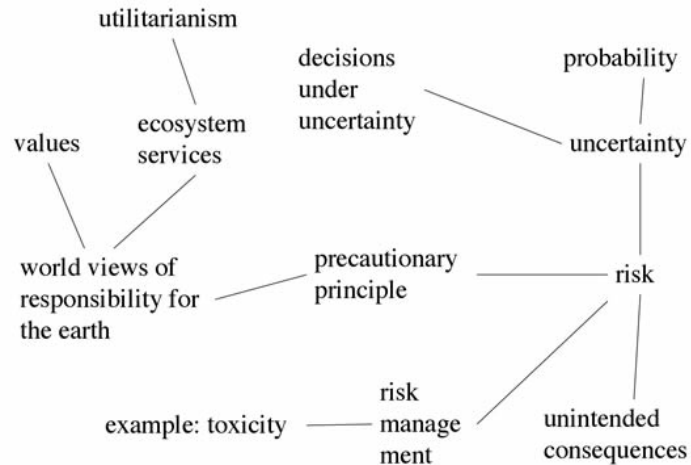 utilitarianism
decisions
under
uncertainty
probability
ecosystem
services
values
uncertainty
world views of
responsibility for
the earth
precautionary
principle
risk
example: toxicity
risk
manage
ment
unintended
consequences